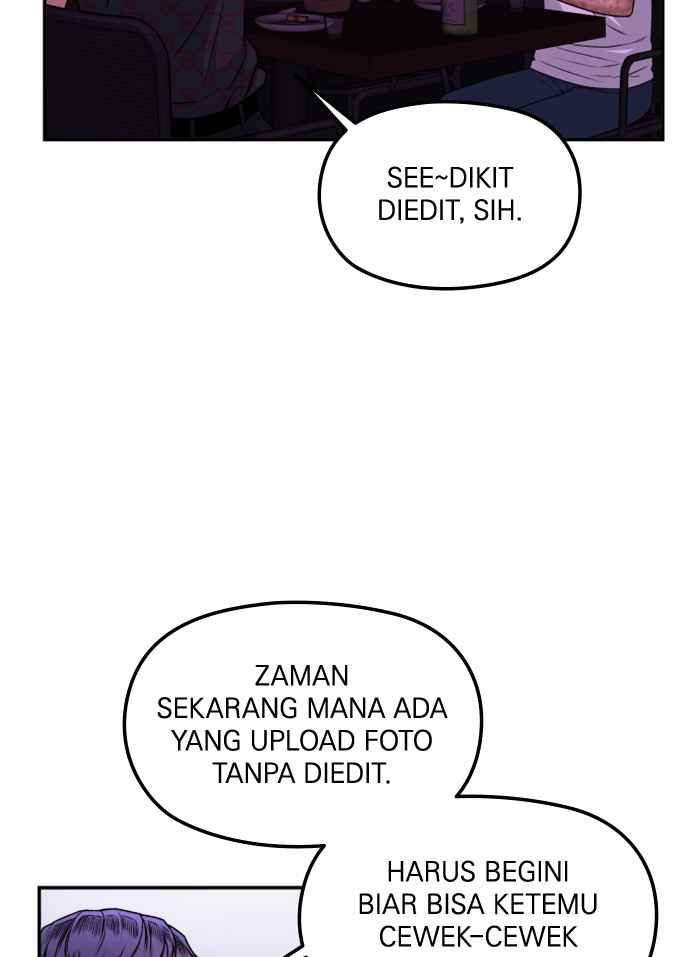 SEE~DIKIT
DIEDIT, SIH.
ZAMAN
SEKARANG MANA ADA
YANG UPLOAD FOTO
TANPA DIEDIT.
HARUS BEGINI
BIAR BISA KETEMU
CEWEK-CEWEK